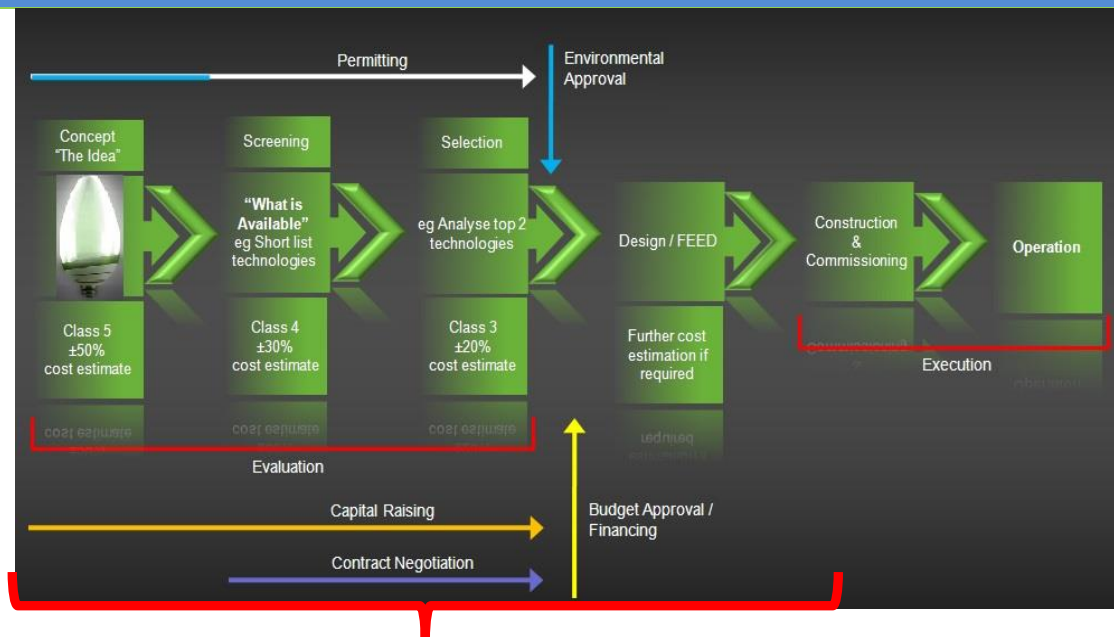 Permitting
Environmental
Approval
Concept
"The Idea"
Screening
Selection
"What is
Available"
eg Short list
technologies
eg Analyse top 2
technologies
Design / FEED
Construction
&
Commissioning
Operation
Class 5
±50%
cost estimate
Class 4
±30%
cost estimate
Class 3
±20%
cost estimate
Further cost
estimation if
required
Execution
Evaluation
Capital Raising
Budget Approval /
Financing
Contract Negotiation